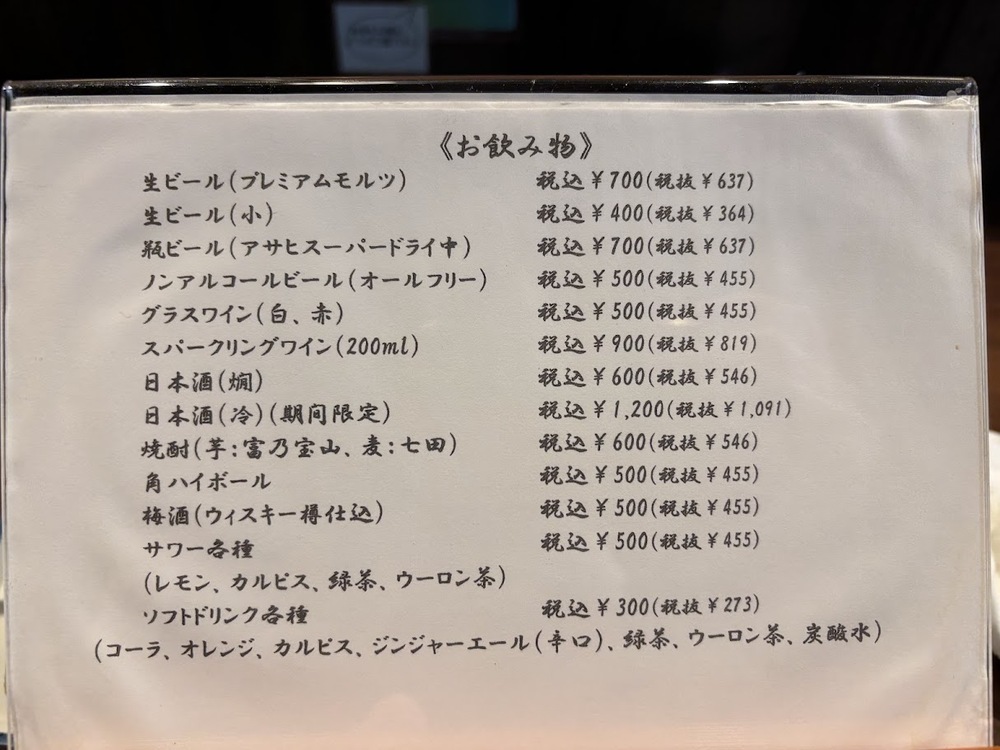 《お飲み物》
生ビール(プレミアムモルツ) 税込¥700(税抜¥637)
生ビール(小) 税込¥400(税抜¥364)
瓶ビール(アサヒスーパードライ中) 税込¥700(税抜¥637)
ノンアルコールビール(オールフリー) 税込¥500(税抜¥455)
グラスワイン(白、赤) 税込¥500(税抜¥455)
スパークリングワイン(200ml) 税込¥900(税抜¥819)
日本酒(燗) 税込¥600(税抜¥546)
日本酒(冷)(期間限定) 税込¥1,200(税抜¥1,091)
焼酎(芋:富乃宝山、麦:七田) 税込¥600(税抜¥546)
角ハイボール 税込¥500(税抜¥455)
梅酒(ウィスキー樽仕込) 税込¥500(税抜¥455)
サワー各種 税込¥500(税抜¥455)
(レモン、カルピス、緑茶、ウーロン茶)
ソフトドリンク各種 税込¥300(税抜¥273)
(コーラ、オレンジ、カルピス、ジンジャーエール(辛口)、緑茶、ウーロン茶、炭酸水)